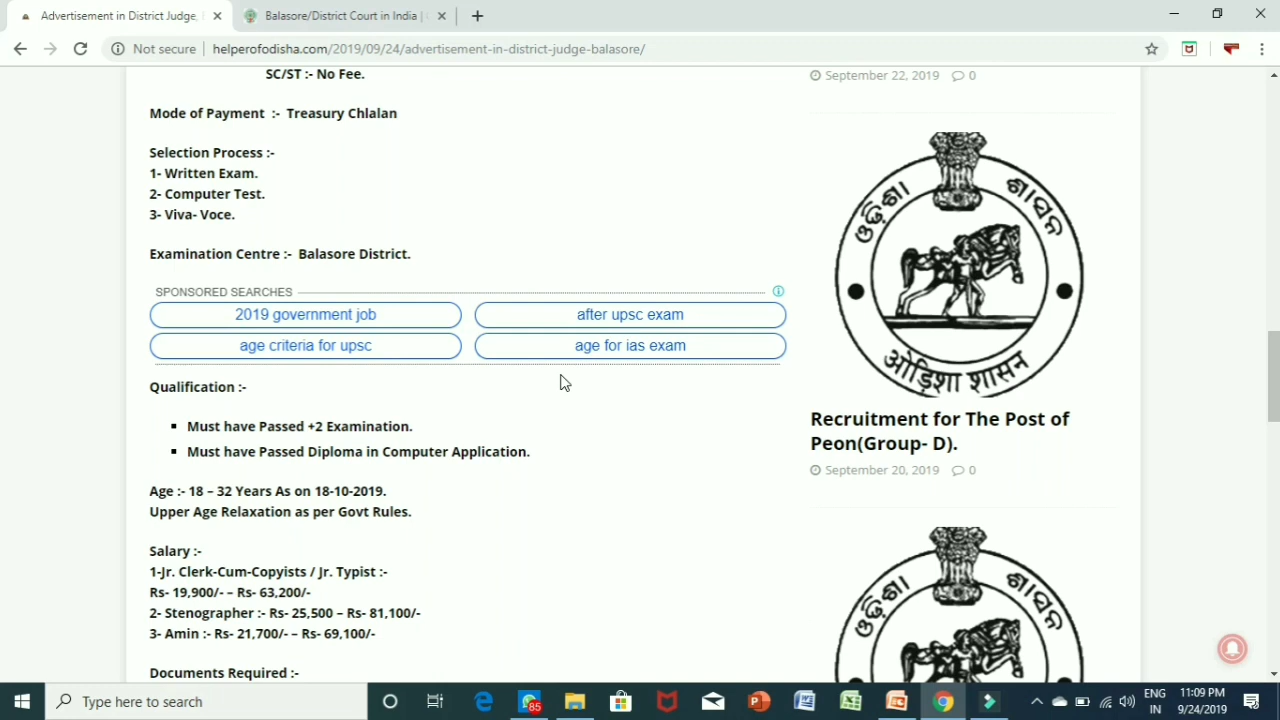 Advertisement in District Judge,
Balasore/District Court in India |
Not secure
helperofodisha.com/2019/09/24/advertisement-in-district-judge-balasore/
SC/ST :- No Fee.
Mode of Payment :- Treasury Chlalan
Selection Process :-
1- Written Exam.
2- Computer Test.
3- Viva- Voce.
Examination Centre :- Balasore District.
SPONSORED SEARCHES
2019 government job
after upsc exam
age criteria for upsc
age for ias exam
Qualification :-
Must have Passed +2 Examination.
Must have Passed Diploma in Computer Application.
Age :- 18 – 32 Years As on 18-10-2019.
Upper Age Relaxation as per Govt Rules.
Salary :-
1-Jr. Clerk-Cum-Copyists / Jr. Typist :-
Rs- 19,900/- – Rs- 63,200/-
2- Stenographer :- Rs- 25,500 – Rs- 81,100/-
3- Amin :- Rs- 21,700/- – Rs- 69,100/-
Documents Required :-
September 22, 2019 0
ଓଡ଼ିଶା ଶାସନ
ओड़िशा शासन
Recruitment for The Post of
Peon(Group- D).
September 20, 2019 0
ଓଡ଼ିଶା ଶାସନ
Type here to search
85
ENG
IN
11:09 PM
9/24/2019